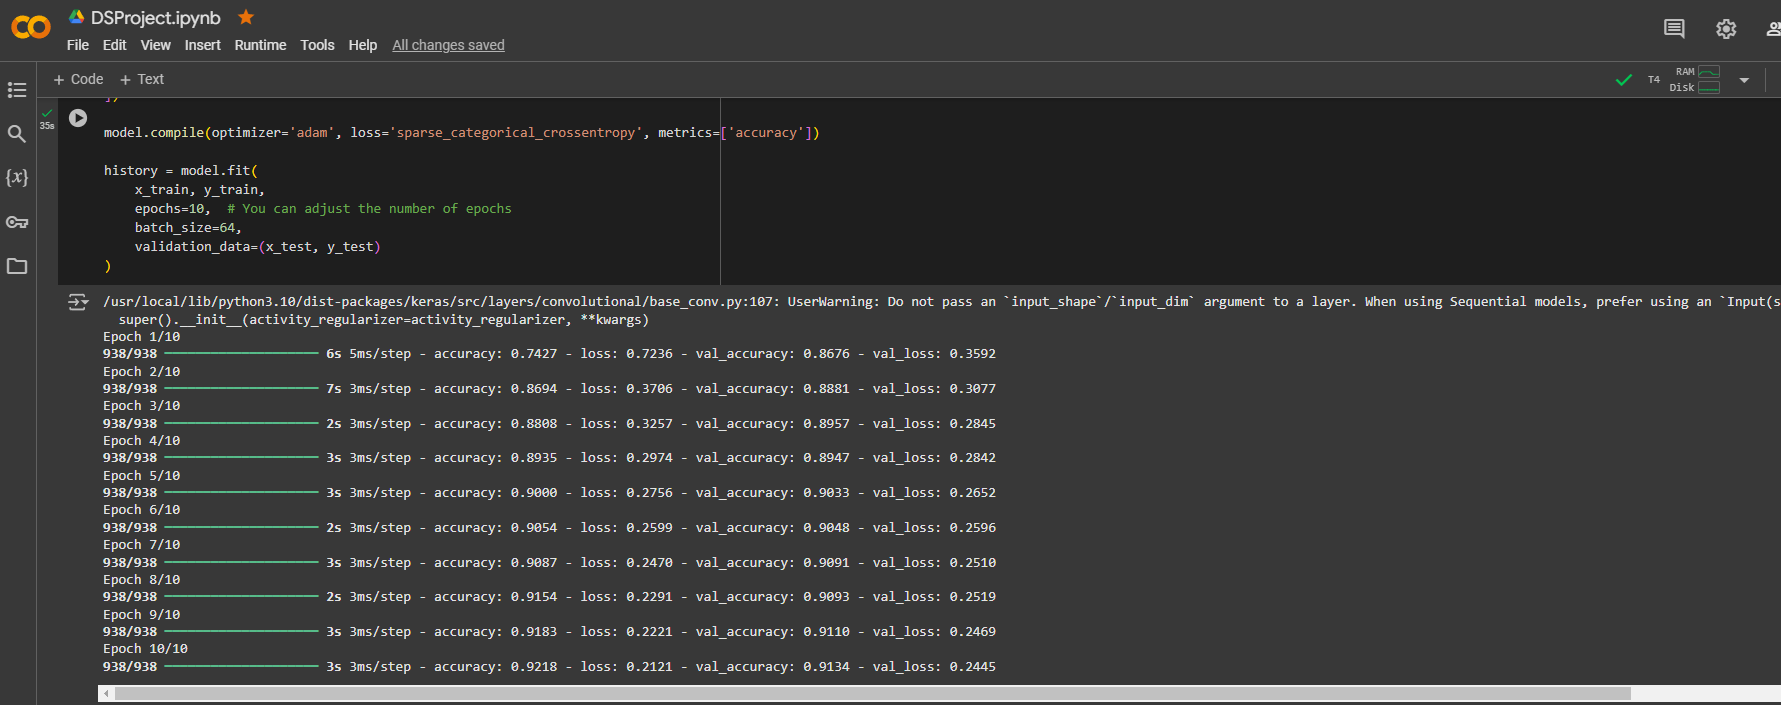 DSProject.ipynb
File Edit View Insert Runtime Tools Help All changes saved
+ Code + Text
T4 RAM
Disk
])
35s
model.compile(optimizer='adam', loss='sparse_categorical_crossentropy', metrics=['accuracy'])
history = model.fit(
    x_train, y_train,
    epochs=10,  # You can adjust the number of epochs
    batch_size=64,
    validation_data=(x_test, y_test)
)
/usr/local/lib/python3.10/dist-packages/keras/src/layers/convolutional/base_conv.py:107: UserWarning: Do not pass an `input_shape`/`input_dim` argument to a layer. When using Sequential models, prefer using an `Input(s
  super().__init__(activity_regularizer=activity_regularizer, **kwargs)
Epoch 1/10
938/938 6s 5ms/step - accuracy: 0.7427 - loss: 0.7236 - val_accuracy: 0.8676 - val_loss: 0.3592
Epoch 2/10
938/938 7s 3ms/step - accuracy: 0.8694 - loss: 0.3706 - val_accuracy: 0.8881 - val_loss: 0.3077
Epoch 3/10
938/938 2s 3ms/step - accuracy: 0.8808 - loss: 0.3257 - val_accuracy: 0.8957 - val_loss: 0.2845
Epoch 4/10
938/938 3s 3ms/step - accuracy: 0.8935 - loss: 0.2974 - val_accuracy: 0.8947 - val_loss: 0.2842
Epoch 5/10
938/938 3s 3ms/step - accuracy: 0.9000 - loss: 0.2756 - val_accuracy: 0.9033 - val_loss: 0.2652
Epoch 6/10
938/938 2s 3ms/step - accuracy: 0.9054 - loss: 0.2599 - val_accuracy: 0.9048 - val_loss: 0.2596
Epoch 7/10
938/938 3s 3ms/step - accuracy: 0.9087 - loss: 0.2470 - val_accuracy: 0.9091 - val_loss: 0.2510
Epoch 8/10
938/938 2s 3ms/step - accuracy: 0.9154 - loss: 0.2291 - val_accuracy: 0.9093 - val_loss: 0.2519
Epoch 9/10
938/938 3s 3ms/step - accuracy: 0.9183 - loss: 0.2221 - val_accuracy: 0.9110 - val_loss: 0.2469
Epoch 10/10
938/938 3s 3ms/step - accuracy: 0.9218 - loss: 0.2121 - val_accuracy: 0.9134 - val_loss: 0.2445